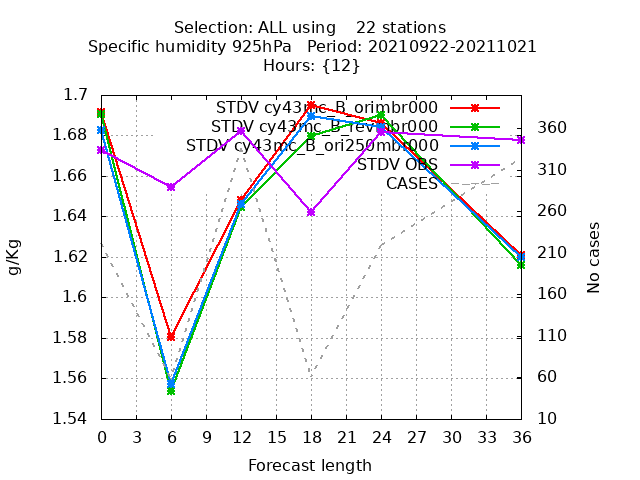 Selection: ALL using    22 stations
Specific humidity 925hPa   Period: 20210922-20211021
Hours: {12}
g/Kg
1.7
1.68
1.66
1.64
1.62
1.6
1.58
1.56
1.54
STDV cy43mc_B_orimbr000
STDV cy43mc_B_revmbr000
STDV cy43mc_B_ori250mbr000
STDV OBS
CASES
360
310
260
210
160
110
60
10
No cases
0 3 6 9 12 15 18 21 24 27 30 33 36
Forecast length